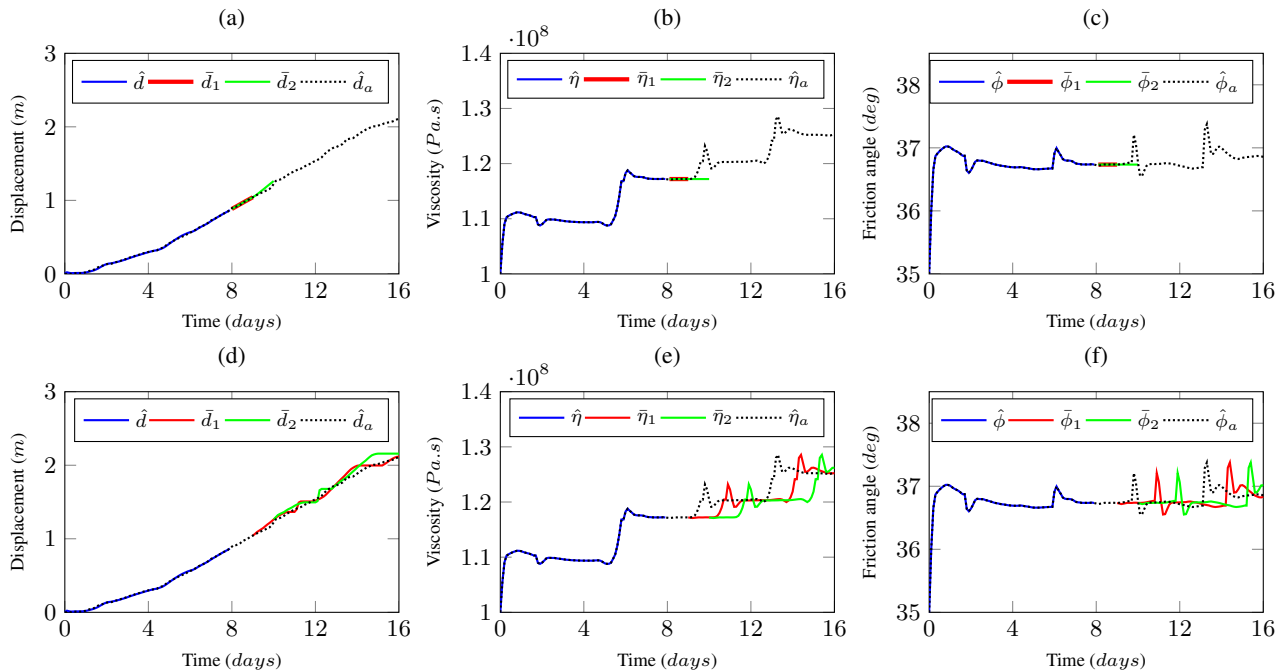 (a)
3
2
1
0
Displacement (m)
d̂ d̄₁ d̄₂ d̂ₐ
0 4 8 12 16
Time (days)
(b)
·10⁸
1.4
1.3
1.2
1.1
1
Viscosity (Pa.s)
η̂ η̄₁ η̄₂ η̂ₐ
0 4 8 12 16
Time (days)
(c)
38
37
36
35
Friction angle (deg)
ϕ̂ ϕ̄₁ ϕ̄₂ ϕ̂ₐ
0 4 8 12 16
Time (days)
(d)
3
2
1
0
Displacement (m)
d̂ d̄₁ d̄₂ d̂ₐ
0 4 8 12 16
Time (days)
(e)
·10⁸
1.4
1.3
1.2
1.1
1
Viscosity (Pa.s)
η̂ η̄₁ η̄₂ η̂ₐ
0 4 8 12 16
Time (days)
(f)
38
37
36
35
Friction angle (deg)
ϕ̂ ϕ̄₁ ϕ̄₂ ϕ̂ₐ
0 4 8 12 16
Time (days)